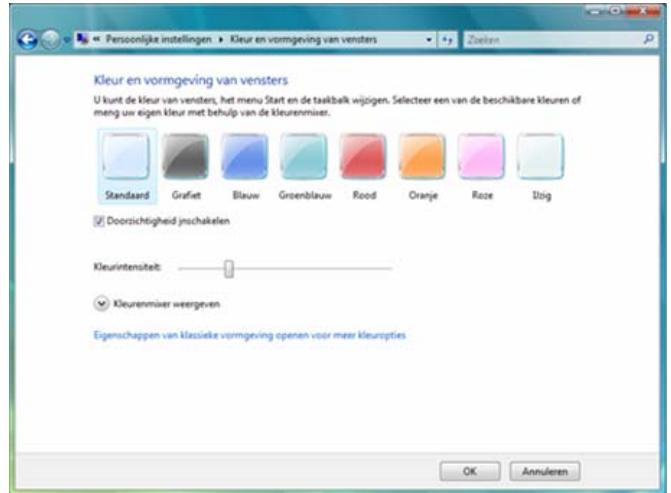 « Persoonlijke instellingen ▸ Kleur en vormgeving van vensters Zoeken
Kleur en vormgeving van vensters
U kunt de kleur van vensters, het menu Start en de taakbalk wijzigen. Selecteer een van de beschikbare kleuren of
meng uw eigen kleur met behulp van de kleurenmixer.
Standaard Grafiet Blauw Groenblauw Rood Oranje Roze IJzig
Doorzichtigheid inschakelen
Kleurintensiteit:
Kleurenmixer weergeven
Eigenschappen van klassieke vormgeving openen voor meer kleuropties
OK Annuleren